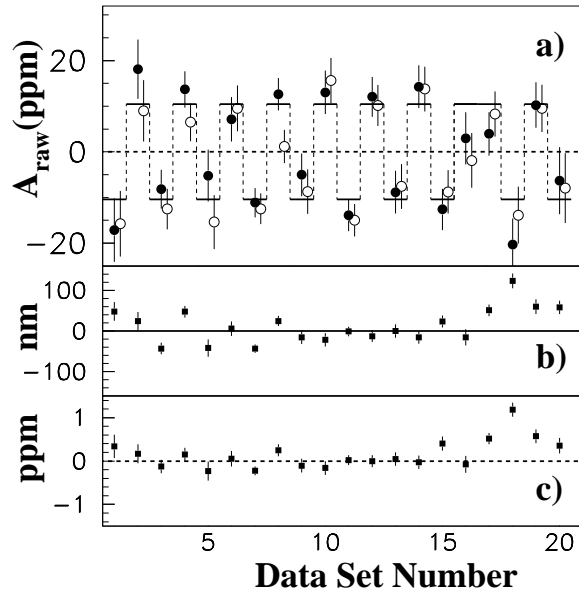 a)
A_raw(ppm)
20
0
−20
b)
nm
100
0
−100
c)
ppm
1
0
−1
5 10 15 20
Data Set Number